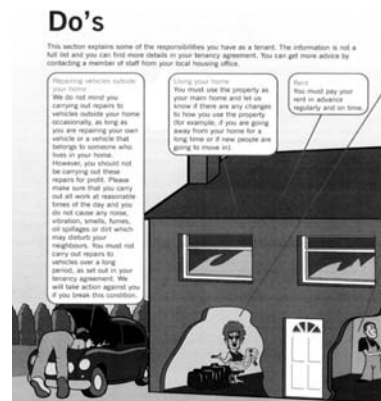 Do's
This section explains some of the responsibilities you have as a tenant. The information is not a
full list and you can find more details in your tenancy agreement. You can get more advice by
contacting a member of staff from your local housing office.
Repairing vehicles outside
your home
We do not mind you
carrying out repairs to
vehicles outside your home
occasionally, as long as
you are repairing your own
vehicle or a vehicle that
belongs to someone who
lives in your home.
However, you should not
be carrying out these
repairs for profit. Please
make sure that you carry
out all work at reasonable
times of the day and you
do not cause any noise,
vibration, smells, fumes,
oil spillages or dirt which
may disturb your
neighbours. You must not
carry out repairs to
vehicles over a long
period, as set out in your
tenancy agreement. We
will take action against you
if you break this condition.
Using your home
You must use the property as
your main home and let us
know if there are any changes
to how you use the property
(for example, if you are going
away from your home for a
long time or if new people are
going to move in).
Rent
You must pay your
rent in advance
regularly and on time.